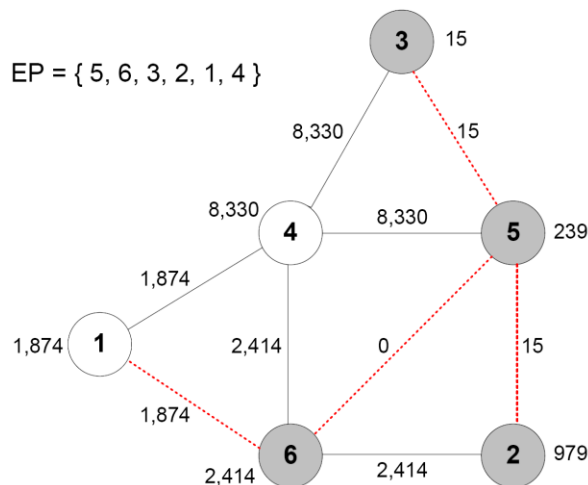 3 15
EP = { 5, 6, 3, 2, 1, 4 }
8,330 15
8,330 4 8,330 5 239
1,874
1,874 1 2,414 0 15
1,874
2,414 6 2,414 2 979